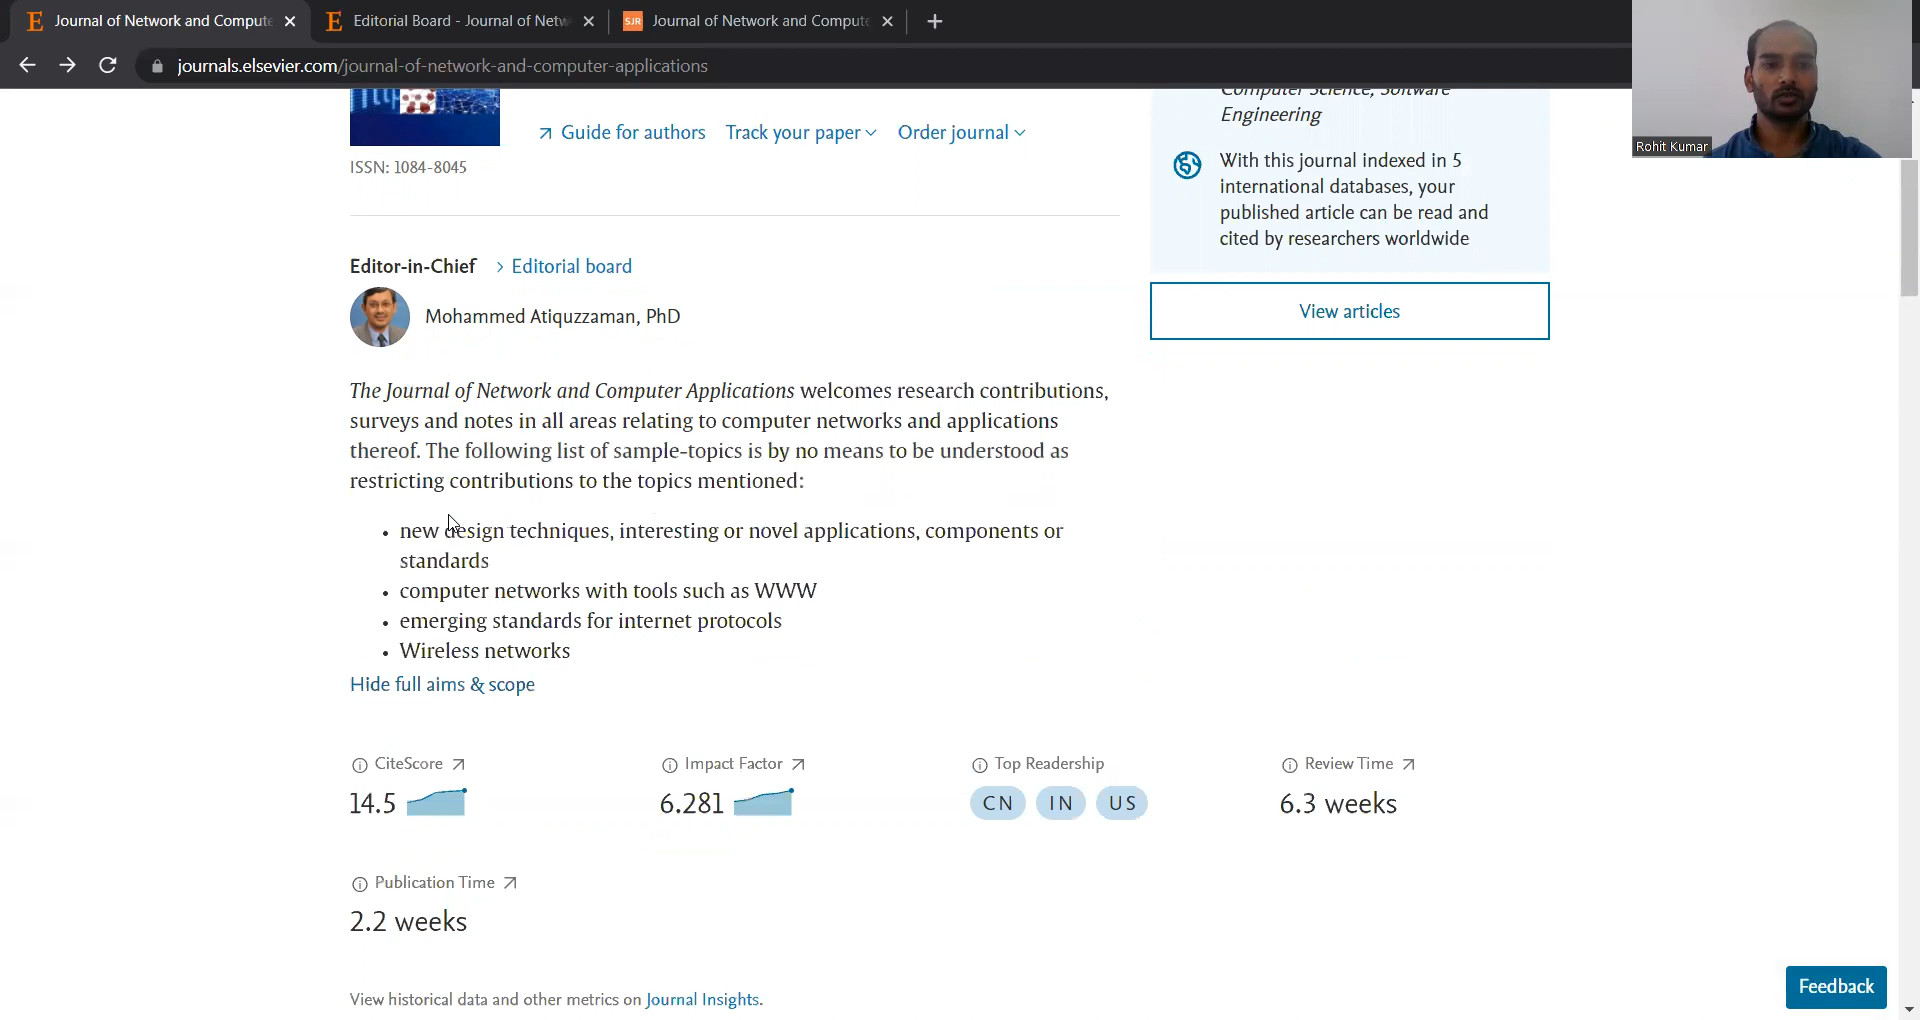 Journal of Network and Compute
Editorial Board - Journal of Netw
SJR
Journal of Network and Compute
journals.elsevier.com/journal-of-network-and-computer-applications
Rohit Kumar
Guide for authors
Track your paper
Order journal
ISSN: 1084-8045
Computer Science, Software
Engineering
With this journal indexed in 5
international databases, your
published article can be read and
cited by researchers worldwide
View articles
Editor-in-Chief
Editorial board
Mohammed Atiquzzaman, PhD
The Journal of Network and Computer Applications welcomes research contributions,
surveys and notes in all areas relating to computer networks and applications
thereof. The following list of sample-topics is by no means to be understood as
restricting contributions to the topics mentioned:
• new design techniques, interesting or novel applications, components or
standards
• computer networks with tools such as WWW
• emerging standards for internet protocols
• Wireless networks
Hide full aims & scope
CiteScore
14.5
Impact Factor
6.281
Top Readership
CN IN US
Review Time
6.3 weeks
Publication Time
2.2 weeks
View historical data and other metrics on Journal Insights.
Feedback